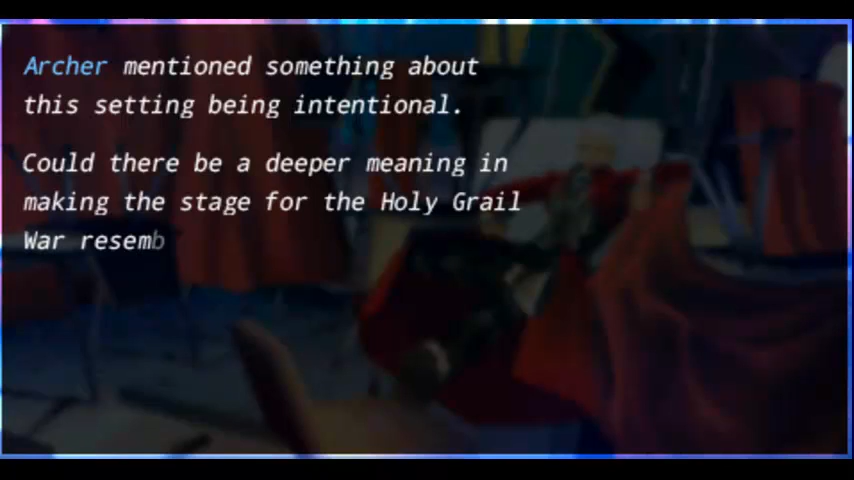 Archer mentioned something about
this setting being intentional.
Could there be a deeper meaning in
making the stage for the Holy Grail
War resemb